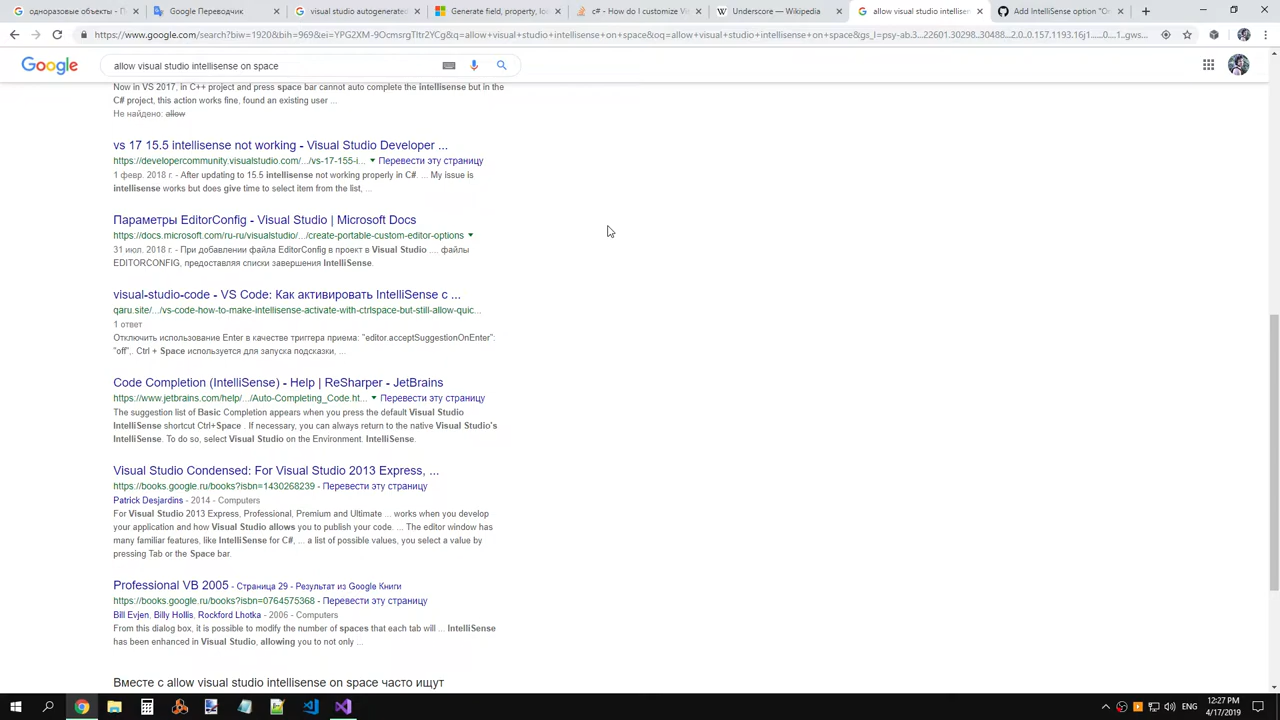 однопоасовые объекты - П
Google Переводчик
visual studio autogenerated
Generate field, property, loc
c# - How do I customize Vi
Wuuuu — Википедия
allow visual studio intellisen
Add IntelliSense option "Co
https://www.google.com/search?biw=1920&bih=969&ei=YPG2XM-9OcmsrgTltr2YCg&q=allow+visual+studio+intellisense+on+space&oq=allow+visual+studio+intellisense+on+space&gs_l=psy-ab.3...22601.30298..30488...2.0..0.157.1193.16j1......0....1..gws...
Google
allow visual studio intellisense on space
Now in VS 2017, in C++ project and press space bar cannot auto complete the intellisense but in the
C# project, this action works fine, found an existing user ...
Не найдено: allow
vs 17 15.5 intellisense not working - Visual Studio Developer ...
https://developercommunity.visualstudio.com/.../vs-17-155-i... Перевести эту страницу
1 февр. 2018 г. - After updating to 15.5 intellisense not working properly in C#. ... My issue is
intellisense works but does give time to select item from the list, ...
Параметры EditorConfig - Visual Studio | Microsoft Docs
https://docs.microsoft.com/ru-ru/visualstudio/.../create-portable-custom-editor-options
31 июл. 2018 г. - При добавлении файла EditorConfig в проект в Visual Studio .... файлы
EDITORCONFIG, предоставляя списки завершения IntelliSense.
visual-studio-code - VS Code: Как активировать IntelliSense с ...
qaru.site/.../vs-code-how-to-make-intellisense-activate-with-ctrlspace-but-still-allow-quic...
1 ответ
Отключить использование Enter в качестве триггера приема: "editor.acceptSuggestionOnEnter":
"off",. Ctrl + Space используется для запуска подсказки, ...
Code Completion (IntelliSense) - Help | ReSharper - JetBrains
https://www.jetbrains.com/help/.../Auto-Completing_Code.ht... Перевести эту страницу
The suggestion list of Basic Completion appears when you press the default Visual Studio
IntelliSense shortcut Ctrl+Space . If necessary, you can always return to the native Visual Studio's
IntelliSense. To do so, select Visual Studio on the Environment. IntelliSense.
Visual Studio Condensed: For Visual Studio 2013 Express, ...
https://books.google.ru/books?isbn=1430268239 - Перевести эту страницу
Patrick Desjardins - 2014 - Computers
For Visual Studio 2013 Express, Professional, Premium and Ultimate ... works when you develop
your application and how Visual Studio allows you to publish your code. ... The editor window has
many familiar features, like IntelliSense for C#, ... a list of possible values, you select a value by
pressing Tab or the Space bar.
Professional VB 2005 - Страница 29 - Результат из Google Книги
https://books.google.ru/books?isbn=0764575368 - Перевести эту страницу
Bill Evjen, Billy Hollis, Rockford Lhotka - 2006 - Computers
From this dialog box, it is possible to modify the number of spaces that each tab will ... IntelliSense
has been enhanced in Visual Studio, allowing you to not only ...
Вместе с allow visual studio intellisense on space часто ищут
ENG
12:27 PM
4/17/2019